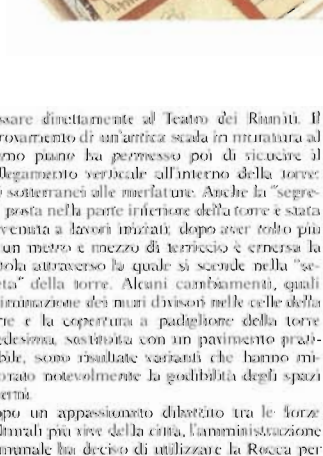 ssare direttamente al Teatro dei Riuniti. Il
rovamento di un'antica scala in muratura al
mo piano ha permesso poi di ricucire il
llegamento verticale all'interno della torre:
i sotterranei alle merlature. Anche la "segre-
posta nella parte inferiore della torre è stata
venuta a lavori iniziati; dopo aver tolto più
un metro e mezzo di terriccio è emersa la
tola attraverso la quale si scende nella "se-
eta" della torre. Alcuni cambiamenti, quali
iminazione dei muri divisori nelle celle della
re e la copertura a padiglione della torre
edesima, sostituita con un pavimento prati-
bile, sono risultate varianti che hanno mi-
orato notevolmente la godibilità degli spazi
erni.
opo un appassionato dibattito tra le forze
lturali più vive della città, l'amministrazione
munale ha deciso di utilizzare la Rocca per